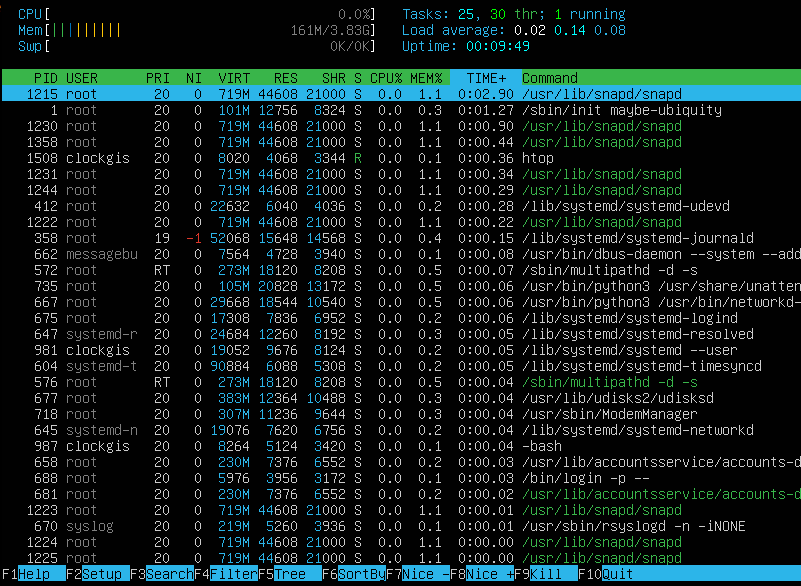 CPU[ 0.0%] Tasks: 25, 30 thr; 1 running
Mem[||||||||| 161M/3.83G] Load average: 0.02 0.14 0.08
Swp[ 0K/0K] Uptime: 00:09:49
PID USER PRI NI VIRT RES SHR S CPU% MEM% TIME+ Command
1215 root 20 0 719M 44608 21000 S 0.0 1.1 0:02.90 /usr/lib/snapd/snapd
1 root 20 0 101M 12756 8324 S 0.0 0.3 0:01.27 /sbin/init maybe-ubiquity
1230 root 20 0 719M 44608 21000 S 0.0 1.1 0:00.90 /usr/lib/snapd/snapd
1358 root 20 0 719M 44608 21000 S 0.0 1.1 0:00.44 /usr/lib/snapd/snapd
1508 clockgis 20 0 8020 4068 3344 R 0.0 0.1 0:00.36 htop
1231 root 20 0 719M 44608 21000 S 0.0 1.1 0:00.34 /usr/lib/snapd/snapd
1244 root 20 0 719M 44608 21000 S 0.0 1.1 0:00.29 /usr/lib/snapd/snapd
412 root 20 0 22632 6040 4036 S 0.0 0.2 0:00.28 /lib/systemd/systemd-udevd
1222 root 20 0 719M 44608 21000 S 0.0 1.1 0:00.22 /usr/lib/snapd/snapd
358 root 19 -1 52068 15648 14568 S 0.0 0.4 0:00.15 /lib/systemd/systemd-journald
662 messagebu 20 0 7564 4728 3940 S 0.0 0.1 0:00.08 /usr/bin/dbus-daemon --system --add
572 root RT 0 273M 18120 8208 S 0.0 0.5 0:00.07 /sbin/multipathd -d -s
735 root 20 0 105M 20828 13172 S 0.0 0.5 0:00.06 /usr/bin/python3 /usr/share/unatten
667 root 20 0 29668 18544 10540 S 0.0 0.5 0:00.06 /usr/bin/python3 /usr/bin/networkd-
675 root 20 0 17308 7836 6952 S 0.0 0.2 0:00.06 /lib/systemd/systemd-logind
647 systemd-r 20 0 24684 12260 8192 S 0.0 0.3 0:00.05 /lib/systemd/systemd-resolved
981 clockgis 20 0 19052 9676 8124 S 0.0 0.2 0:00.05 /lib/systemd/systemd --user
604 systemd-t 20 0 90884 6088 5308 S 0.0 0.2 0:00.05 /lib/systemd/systemd-timesyncd
576 root RT 0 273M 18120 8208 S 0.0 0.5 0:00.04 /sbin/multipathd -d -s
677 root 20 0 383M 12364 10488 S 0.0 0.3 0:00.04 /usr/lib/udisks2/udisksd
718 root 20 0 307M 11236 9644 S 0.0 0.3 0:00.04 /usr/sbin/ModemManager
645 systemd-n 20 0 19076 7620 6756 S 0.0 0.2 0:00.04 /lib/systemd/systemd-networkd
987 clockgis 20 0 8264 5124 3420 S 0.0 0.1 0:00.04 -bash
658 root 20 0 230M 7376 6552 S 0.0 0.2 0:00.03 /usr/lib/accountsservice/accounts-d
688 root 20 0 5976 3956 3172 S 0.0 0.1 0:00.03 /bin/login -p --
681 root 20 0 230M 7376 6552 S 0.0 0.2 0:00.02 /usr/lib/accountsservice/accounts-d
1223 root 20 0 719M 44608 21000 S 0.0 1.1 0:00.01 /usr/lib/snapd/snapd
670 syslog 20 0 219M 5260 3936 S 0.0 0.1 0:00.01 /usr/sbin/rsyslogd -n -iNONE
1224 root 20 0 719M 44608 21000 S 0.0 1.1 0:00.00 /usr/lib/snapd/snapd
1225 root 20 0 719M 44608 21000 S 0.0 1.1 0:00.00 /usr/lib/snapd/snapd
F1Help F2Setup F3SearchF4FilterF5Tree F6SortByF7Nice -F8Nice +F9Kill F10Quit